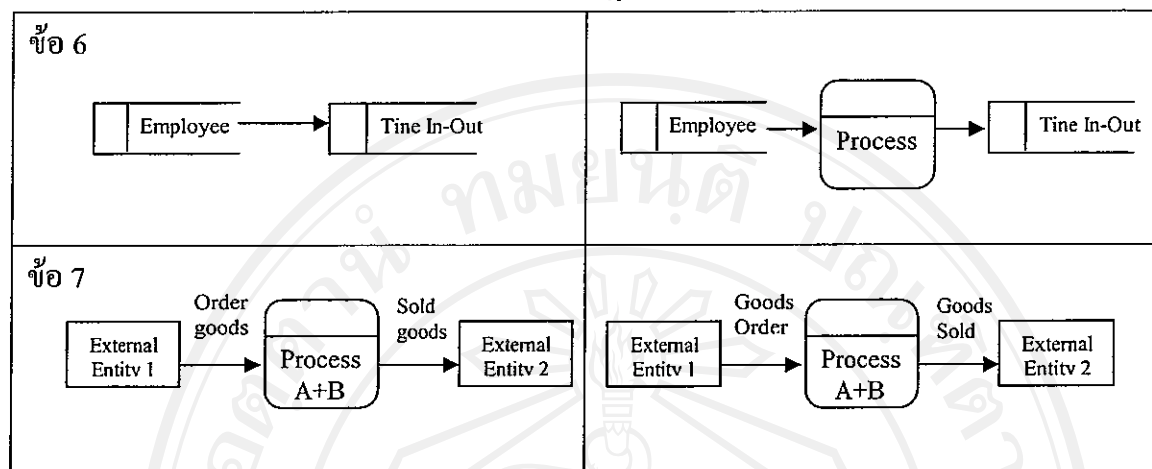 ข้อ 6
Employee
Tine In-Out
Employee
Process
Tine In-Out
ข้อ 7
Order
goods
Sold
goods
External
Entity 1
Process
A+B
External
Entity 2
Goods
Order
Goods
Sold
External
Entity 1
Process
A+B
External
Entity 2